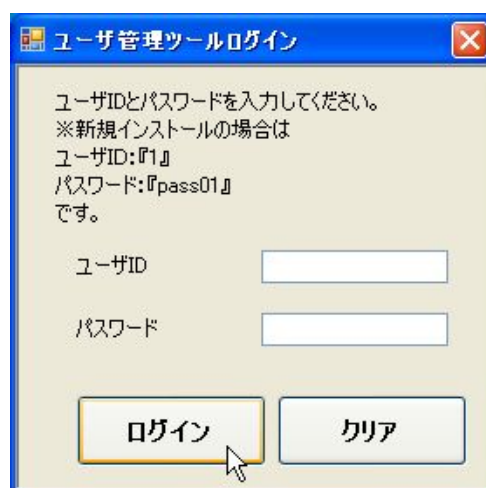 ユーザ管理ツールログイン
ユーザIDとパスワードを入力してください。
※新規インストールの場合は
ユーザID:『1』
パスワード:『pass01』
です。
ユーザID
パスワード
ログイン クリア